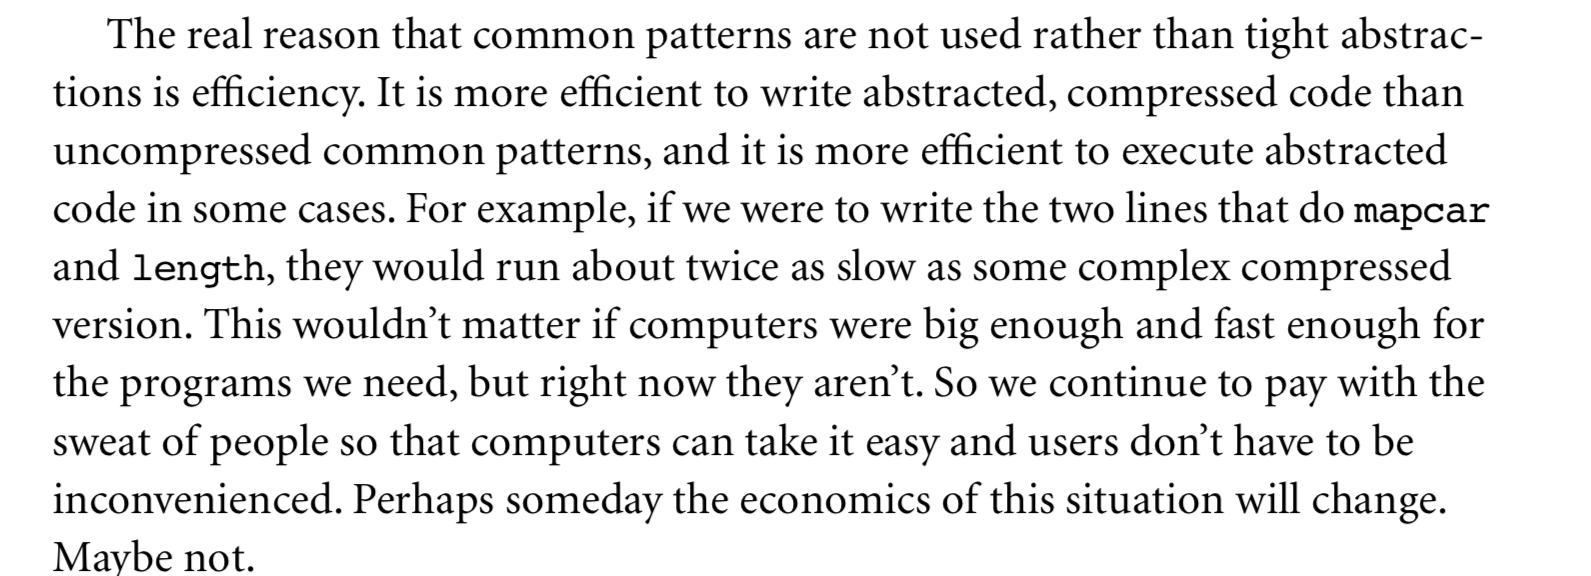 The real reason that common patterns are not used rather than tight abstrac-
tions is efficiency. It is more efficient to write abstracted, compressed code than
uncompressed common patterns, and it is more efficient to execute abstracted
code in some cases. For example, if we were to write the two lines that do mapcar
and length, they would run about twice as slow as some complex compressed
version. This wouldn’t matter if computers were big enough and fast enough for
the programs we need, but right now they aren’t. So we continue to pay with the
sweat of people so that computers can take it easy and users don’t have to be
inconvenienced. Perhaps someday the economics of this situation will change.
Maybe not.